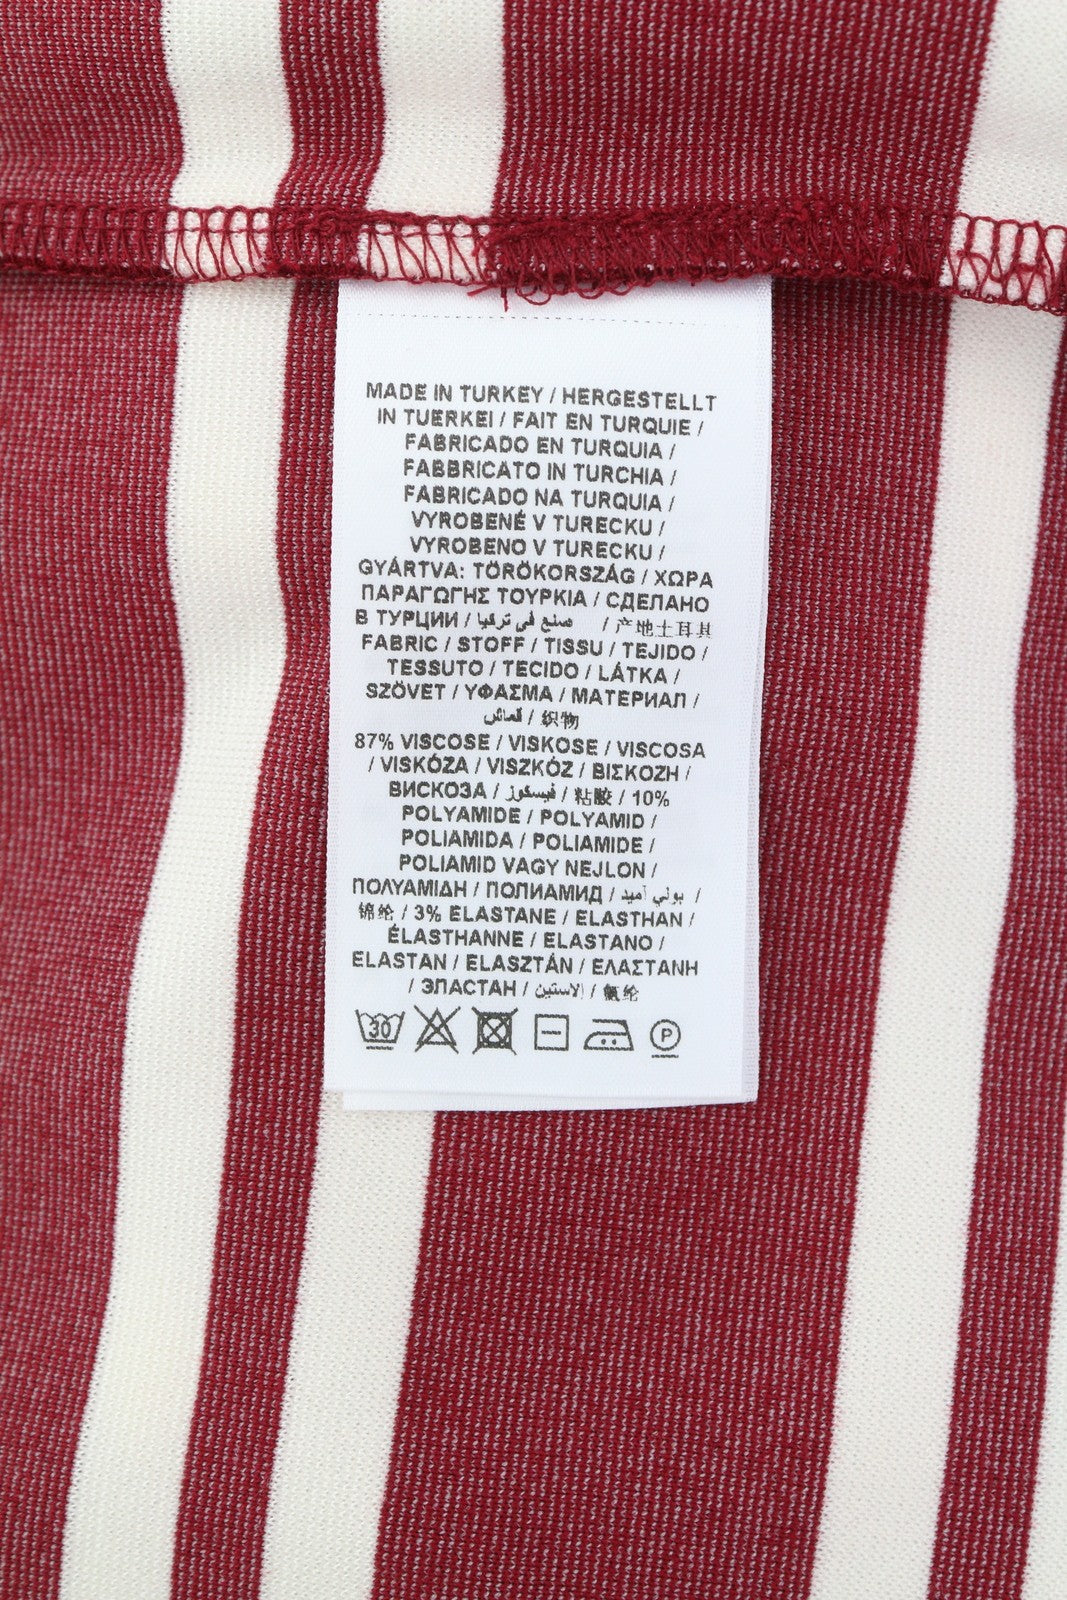 MADE IN TURKEY / HERGESTELLT
IN TUERKEI / FAIT EN TURQUIE /
FABRICADO EN TURQUIA /
FABBRICATO IN TURCHIA /
FABRICADO NA TURQUIA /
VYROBENÉ V TURECKU /
VYROBENO V TURECKU /
GYÁRTVA: TÖRÖKORSZÁG / ΧΩΡΑ
ΠΑΡΑΓΩΓΗΣ ΤΟΥΡΚΙΑ / СДЕЛАНО
В ТУРЦИИ / صنع في تركيا / 产地土耳其
FABRIC / STOFF / TISSU / TEJIDO /
TESSUTO / TECIDO / LÁTKA /
SZÖVET / ΥΦΑΣΜΑ / МАТЕРИАЛ /
قماش / 织物
87% VISCOSE / VISKOSE / VISCOSA
/ VISKÓZA / VISZKÓZ / ΒΙΣΚΟΖΗ /
ВИСКОЗА / فيسكوز / 粘胶 / 10%
POLYAMIDE / POLYAMID /
POLIAMIDA / POLIAMIDE /
POLIAMID VAGY NEJLON /
ΠΟΛΥΑΜΙΔΗ / ПОЛИАМИД / بولي أميد /
锦纶 / 3% ELASTANE / ELASTHAN /
ÉLASTHANNE / ELASTANO /
ELASTAN / ELASZTÁN / ΕΛΑΣΤΑΝΗ
/ ЭЛАСТАН / الاستين / 氨纶
30 P